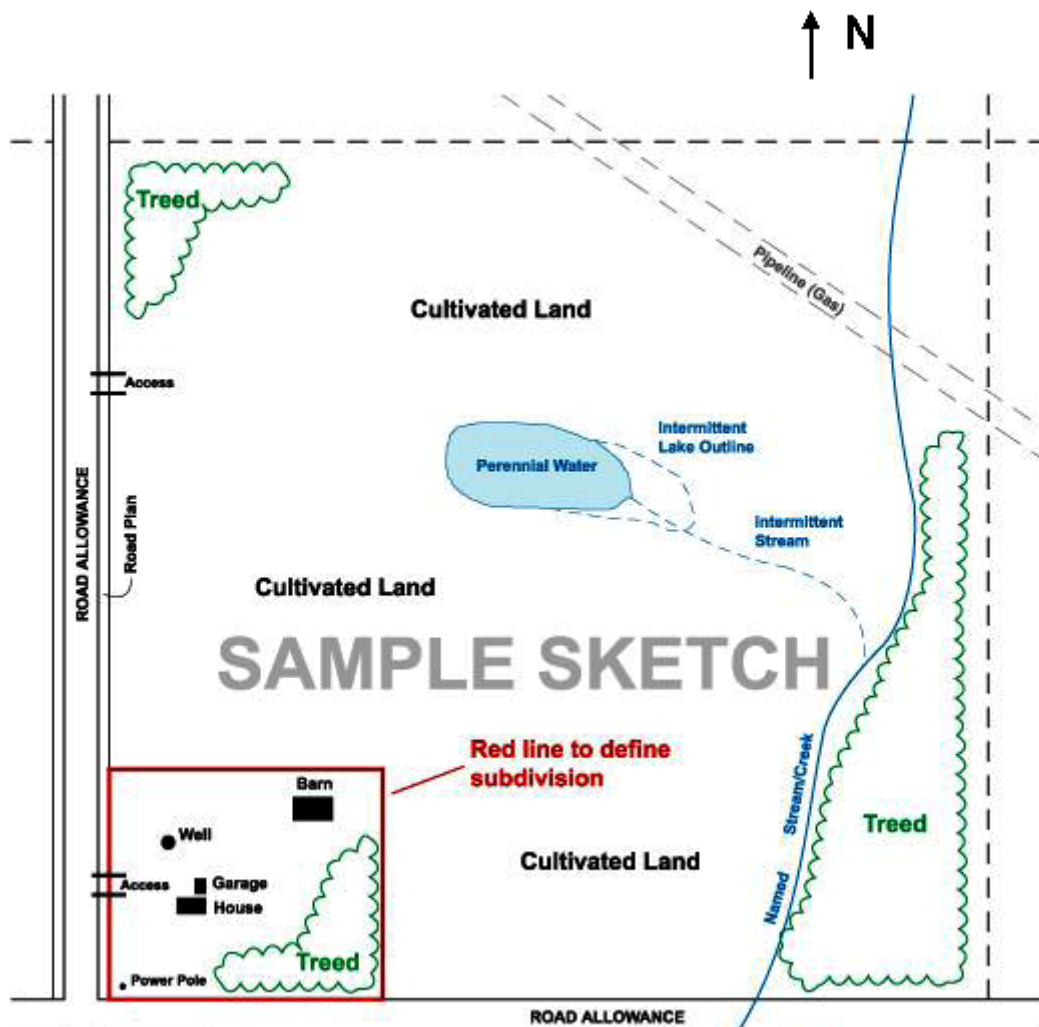 N
Treed
Pipeline (Gas)
Cultivated Land
Access
Intermittent
Lake Outline
Perennial Water
ROAD ALLOWANCE
Road Plan
Intermittent
Stream
Cultivated Land
SAMPLE SKETCH
Red line to define
subdivision
Barn
Named Stream/Creek
Well
Treed
Cultivated Land
Access
Garage
House
Treed
Power Pole
ROAD ALLOWANCE